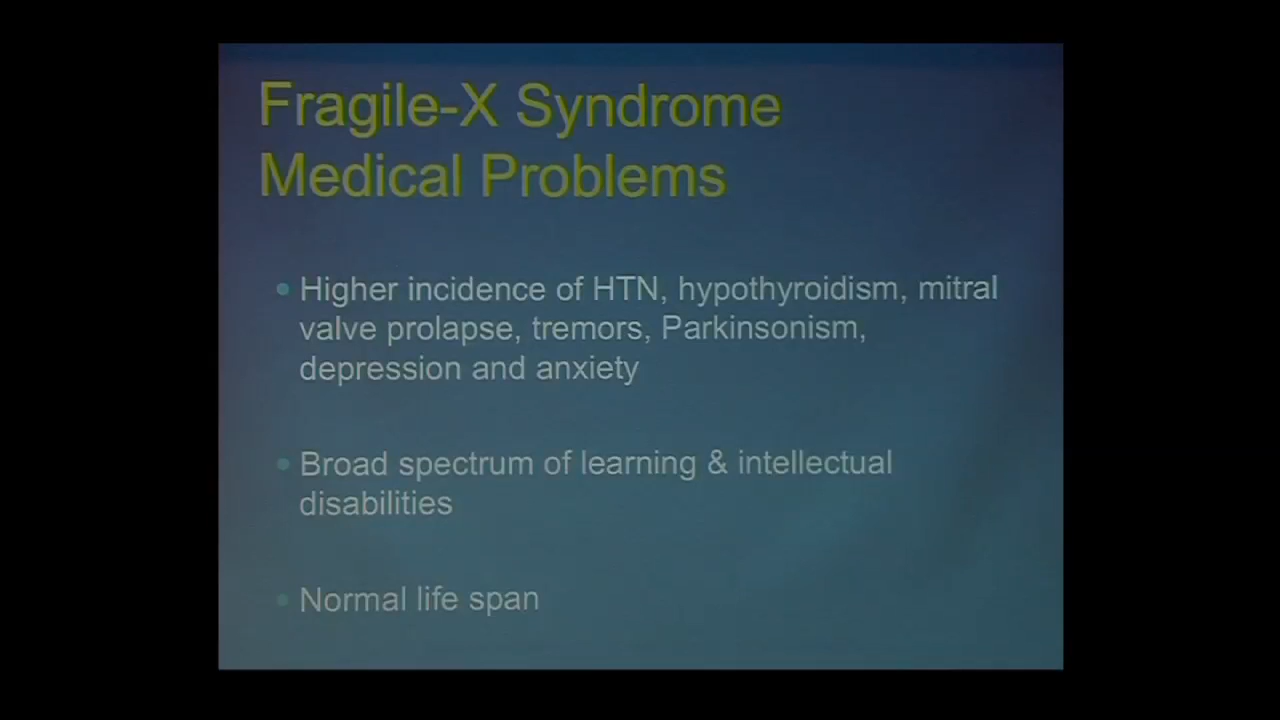 Fragile-X Syndrome
Medical Problems
• Higher incidence of HTN, hypothyroidism, mitral
valve prolapse, tremors, Parkinsonism,
depression and anxiety
• Broad spectrum of learning & intellectual
disabilities
• Normal life span